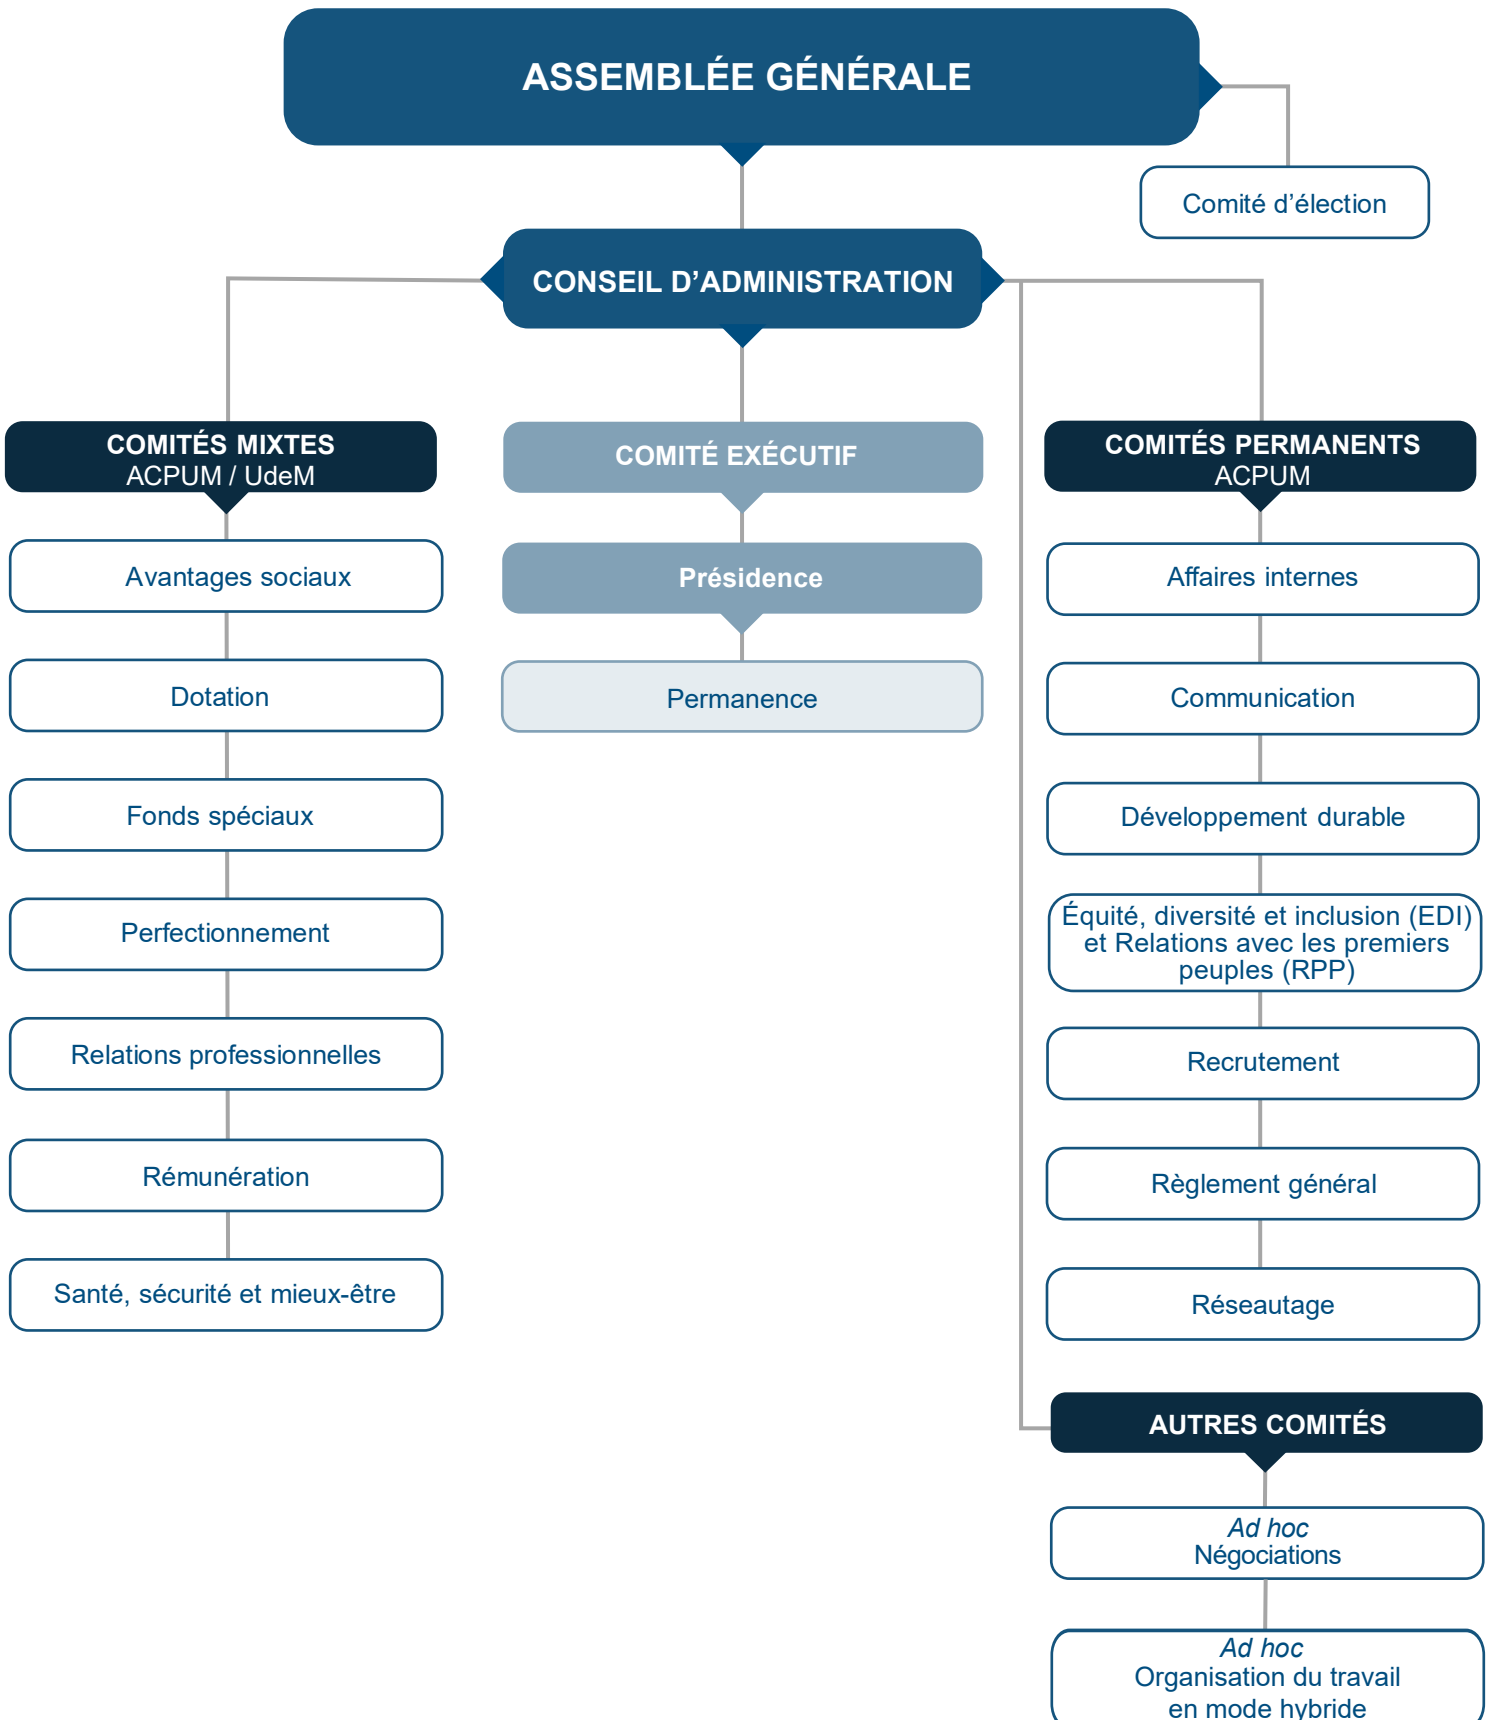 ASSEMBLÉE GÉNÉRALE
Comité d’élection
CONSEIL D’ADMINISTRATION
COMITÉS MIXTES
ACPUM / UdeM
Avantages sociaux
Dotation
Fonds spéciaux
Perfectionnement
Relations professionnelles
Rémunération
Santé, sécurité et mieux-être
COMITÉ EXÉCUTIF
Présidence
Permanence
COMITÉS PERMANENTS
ACPUM
Affaires internes
Communication
Développement durable
Équité, diversité et inclusion (EDI)
et Relations avec les premiers
peuples (RPP)
Recrutement
Règlement général
Réseautage
AUTRES COMITÉS
Ad hoc
Négociations
Ad hoc
Organisation du travail
en mode hybride